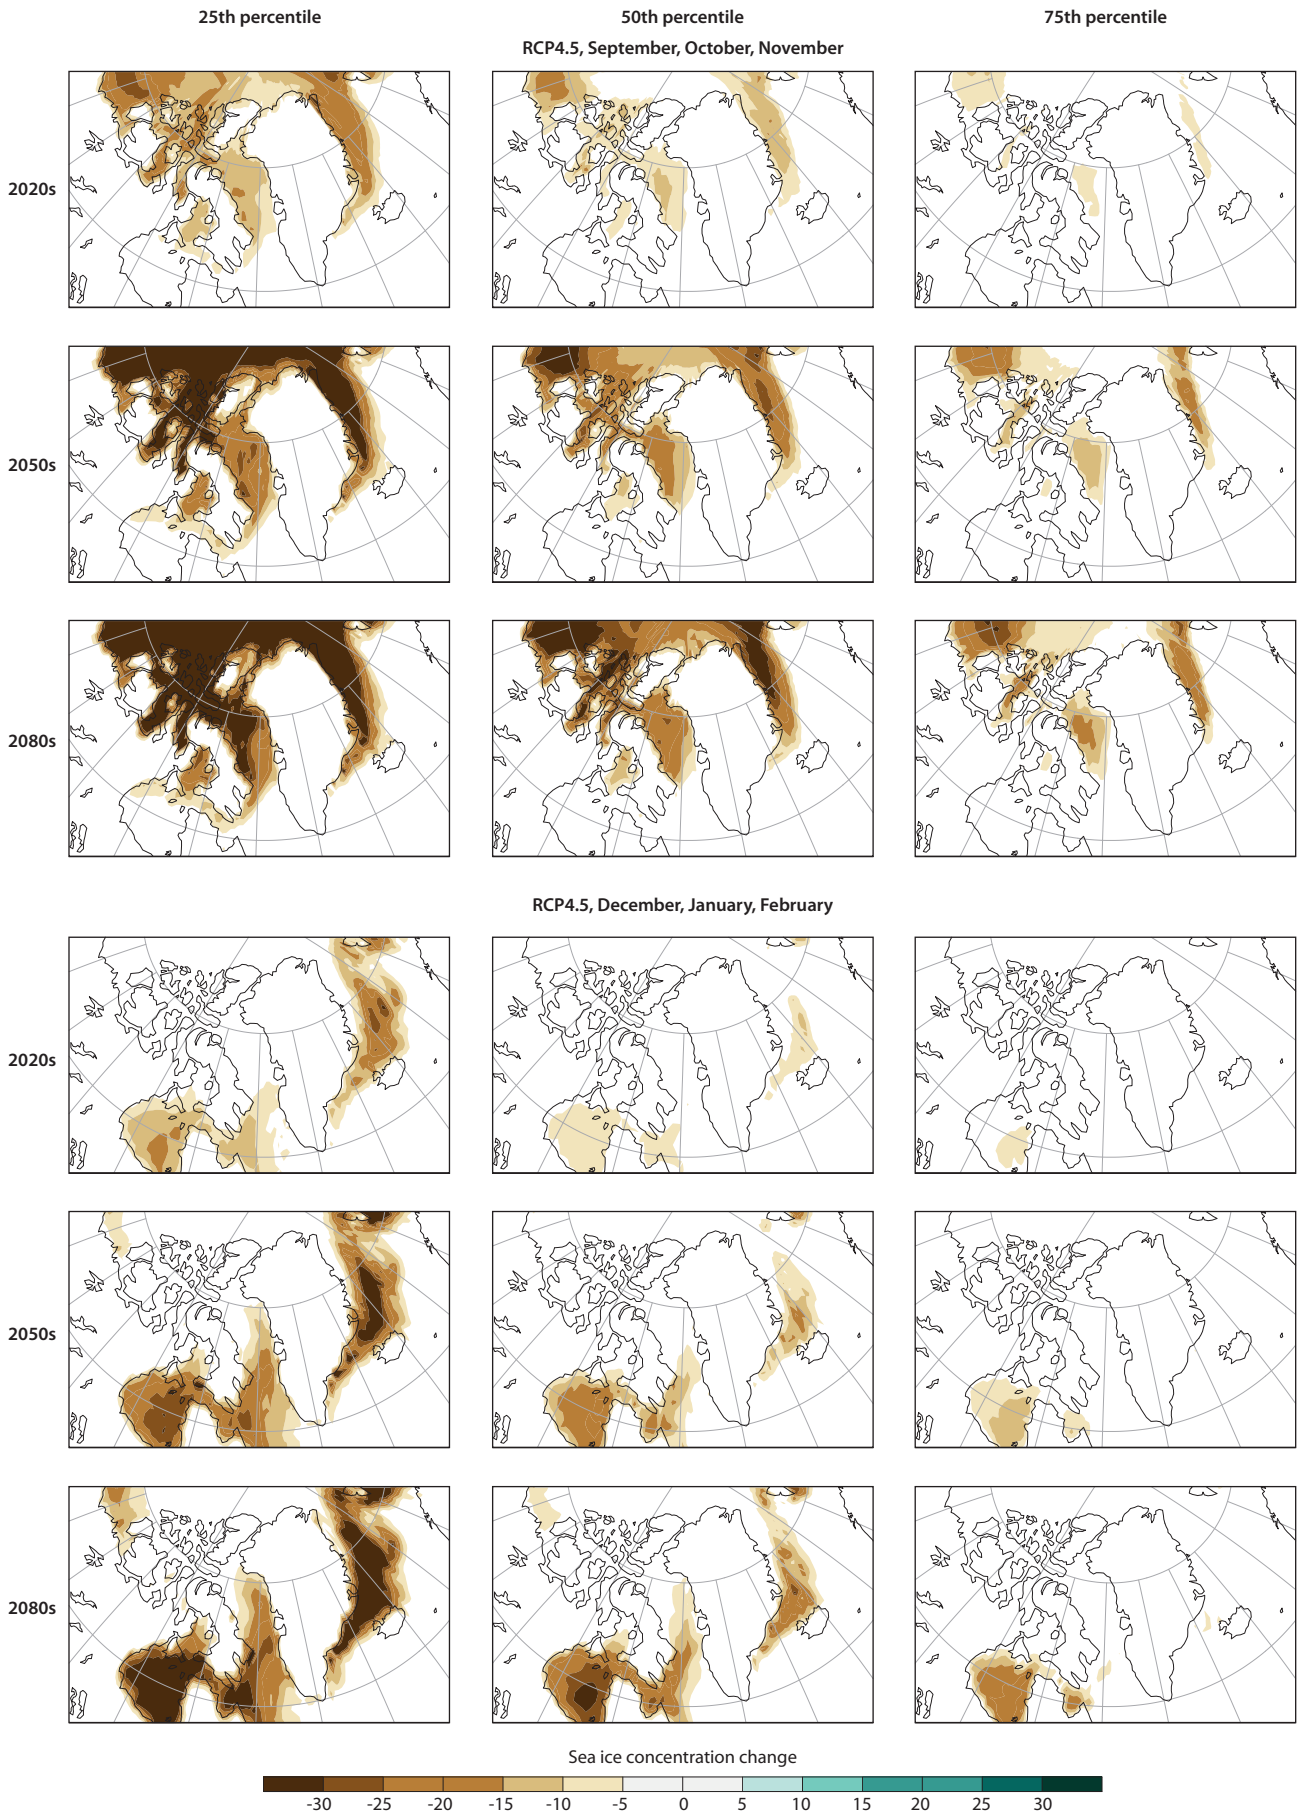 25th percentile 50th percentile 75th percentile
RCP4.5, September, October, November
2020s
2050s
2080s
RCP4.5, December, January, February
2020s
2050s
2080s
Sea ice concentration change
-30 -25 -20 -15 -10 -5 0 5 10 15 20 25 30